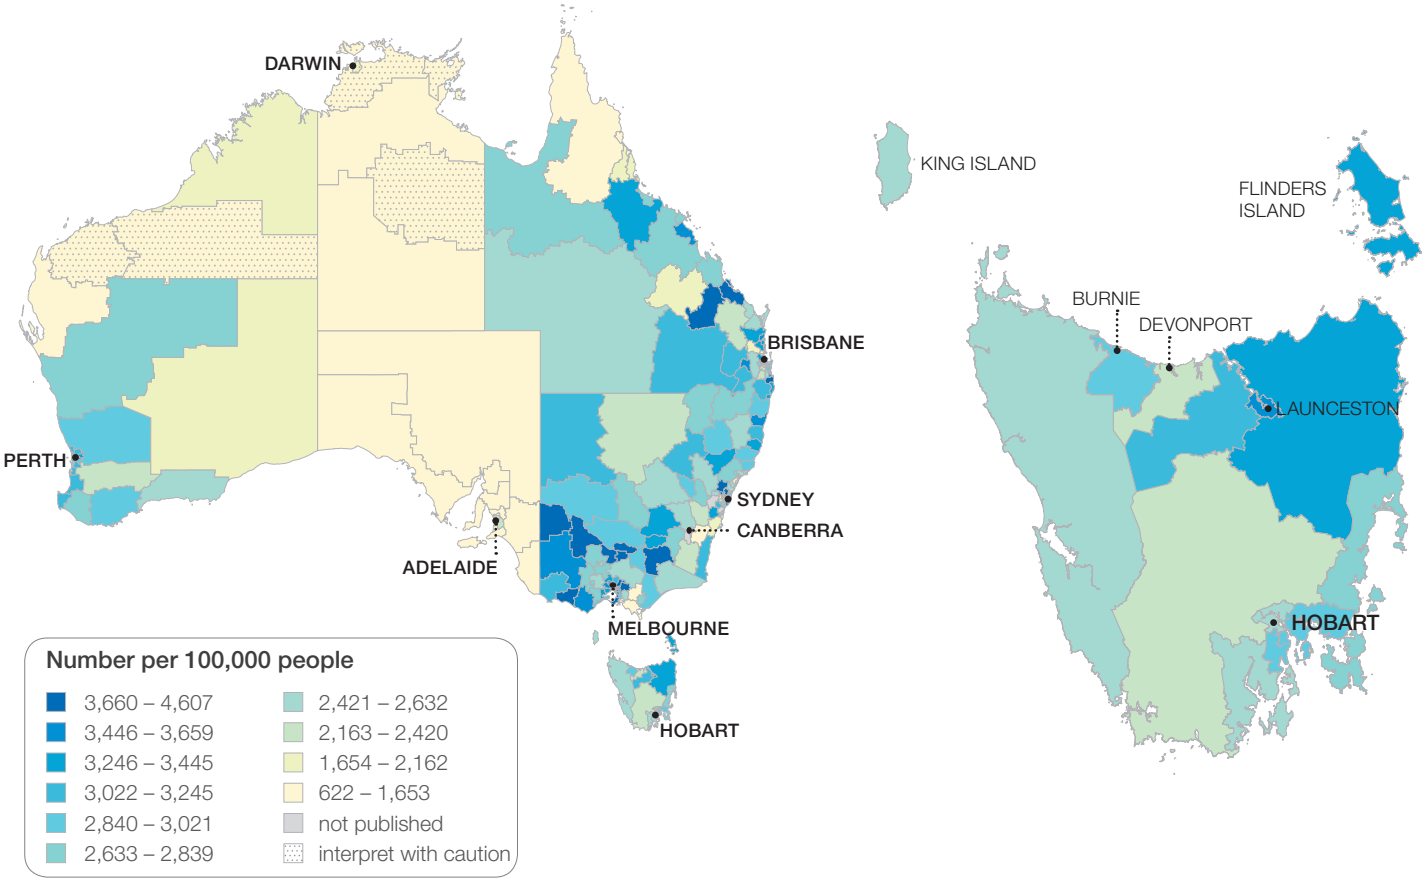 DARWIN
KING ISLAND
FLINDERS
ISLAND
BURNIE
DEVONPORT
BRISBANE
LAUNCESTON
PERTH
SYDNEY
CANBERRA
ADELAIDE
MELBOURNE
HOBART
HOBART
Number per 100,000 people
3,660 – 4,607
3,446 – 3,659
3,246 – 3,445
3,022 – 3,245
2,840 – 3,021
2,633 – 2,839
2,421 – 2,632
2,163 – 2,420
1,654 – 2,162
622 – 1,653
not published
interpret with caution